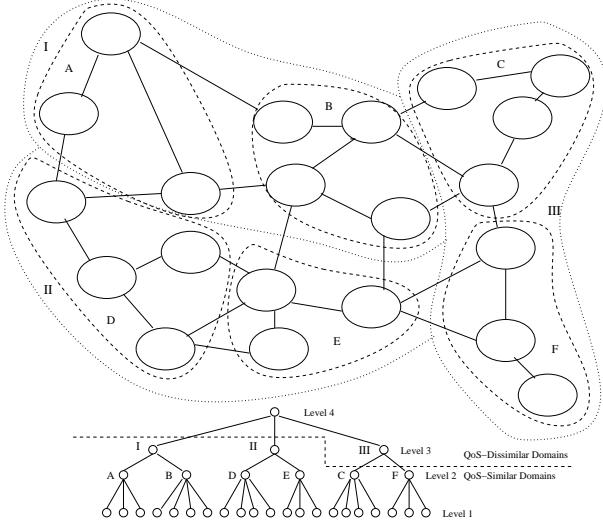 I
A
B
C
III
II
D
E
F
Level 4
I II III Level 3
QoS-Dissimilar Domains
A B D E C F Level 2 QoS-Similar Domains
Level 1